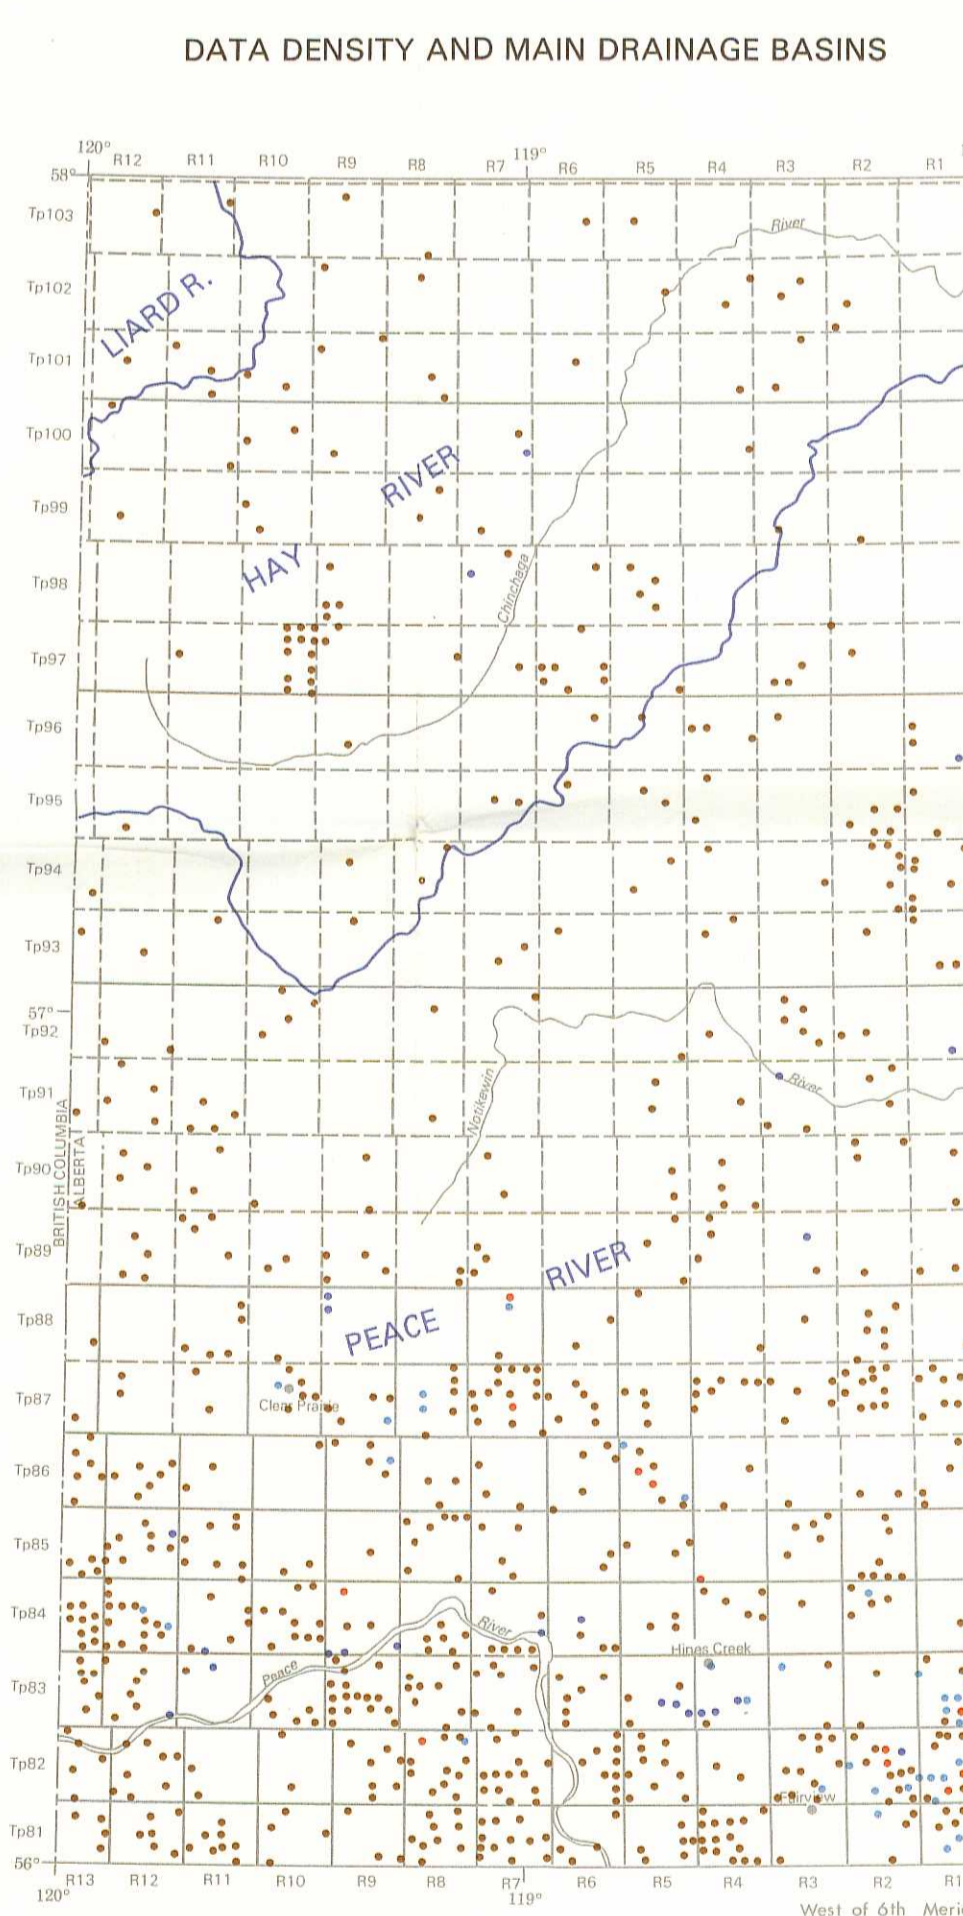 DATA DENSITY AND MAIN DRAINAGE BASINS
120° R12 R11 R10 R9 R8 R7 119° R6 R5 R4 R3 R2 R1
58°
Tp103
River
Tp102
LIARD R.
Tp101
Tp100
RIVER
Tp99
HAY
Tp98
Chinchaga
Tp97
Tp96
Tp95
Tp94
Tp93
57°
Tp92
Notikewin
River
Tp91
BRITISH COLUMBIA
ALBERTA
Tp90
Tp89
RIVER
Tp88
PEACE
Tp87
Clear Prairie
Tp86
Tp85
Tp84
River
Hines Creek
Peace
Tp83
Tp82
Fairview
Tp81
56°
120° R13 R12 R11 R10 R9 R8 R7 119° R6 R5 R4 R3 R2 R1
West of 6th Meri